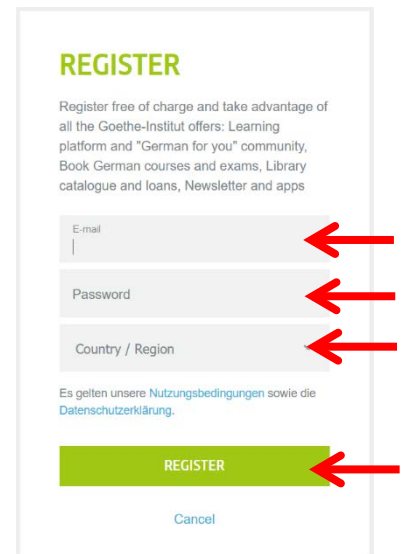 REGISTER
Register free of charge and take advantage of
all the Goethe-Institut offers: Learning
platform and "German for you" community,
Book German courses and exams, Library
catalogue and loans, Newsletter and apps
E-mail
Password
Country / Region
Es gelten unsere Nutzungsbedingungen sowie die
Datenschutzerklärung.
REGISTER
Cancel